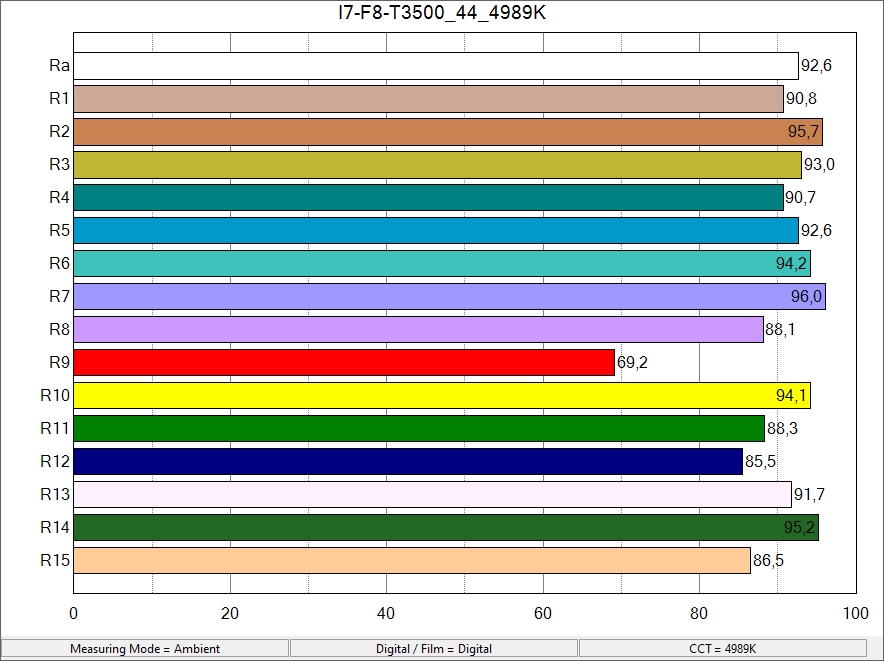 I7-F8-T3500_44_4989K
Ra 92,6
R1 90,8
R2 95,7
R3 93,0
R4 90,7
R5 92,6
R6 94,2
R7 96,0
R8 88,1
R9 69,2
R10 94,1
R11 88,3
R12 85,5
R13 91,7
R14 95,2
R15 86,5
0 20 40 60 80 100
Measuring Mode = Ambient Digital / Film = Digital CCT = 4989K